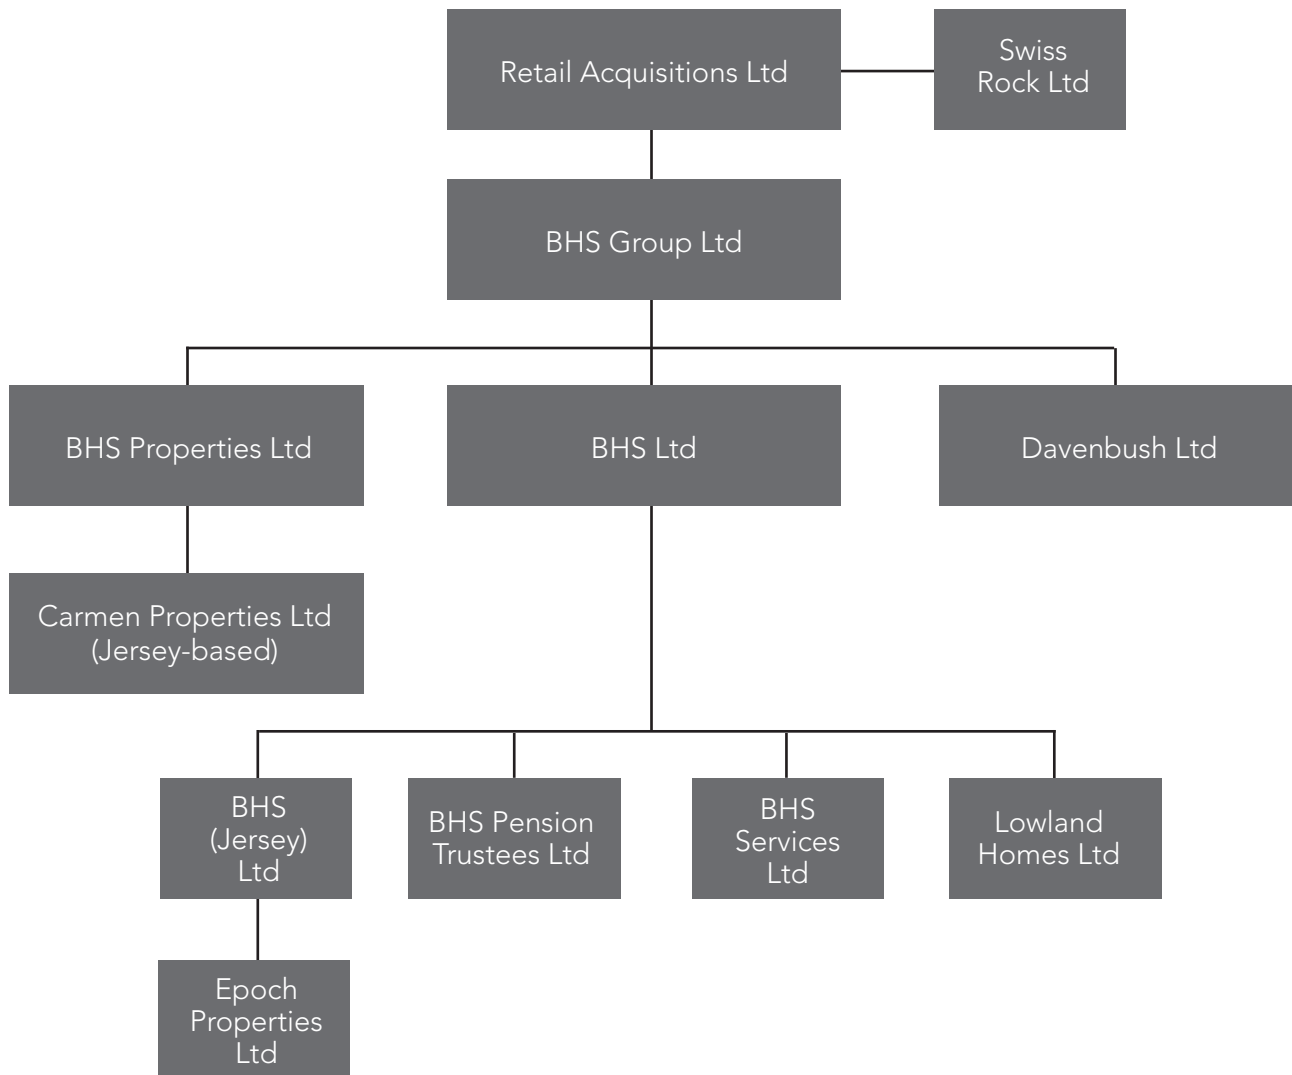 Retail Acquisitions Ltd
Swiss
Rock Ltd
BHS Group Ltd
BHS Properties Ltd
BHS Ltd
Davenbush Ltd
Carmen Properties Ltd
(Jersey-based)
BHS
(Jersey)
Ltd
BHS Pension
Trustees Ltd
BHS
Services
Ltd
Lowland
Homes Ltd
Epoch
Properties
Ltd